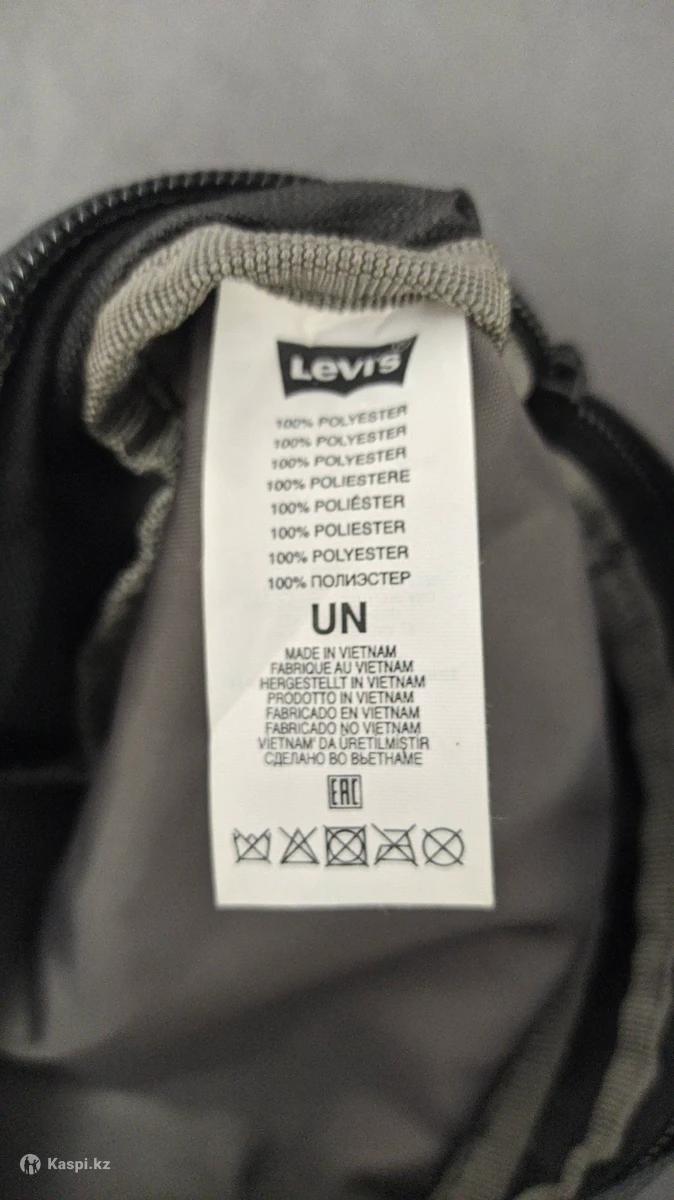 Levi's
100% POLYESTER
100% POLYESTER
100% POLYESTER
100% POLIESTERE
100% POLIÉSTER
100% POLIESTER
100% POLYESTER
100% ПОЛИЭСТЕР
UN
MADE IN VIETNAM
FABRIQUE AU VIETNAM
HERGESTELLT IN VIETNAM
PRODOTTO IN VIETNAM
FABRICADO EN VIETNAM
FABRICADO NO VIETNAM
VIETNAM' DA ÜRETILMIŞTIR
СДЕЛАНО ВО ВЬЕТНАМЕ
EAC
Kaspi.kz